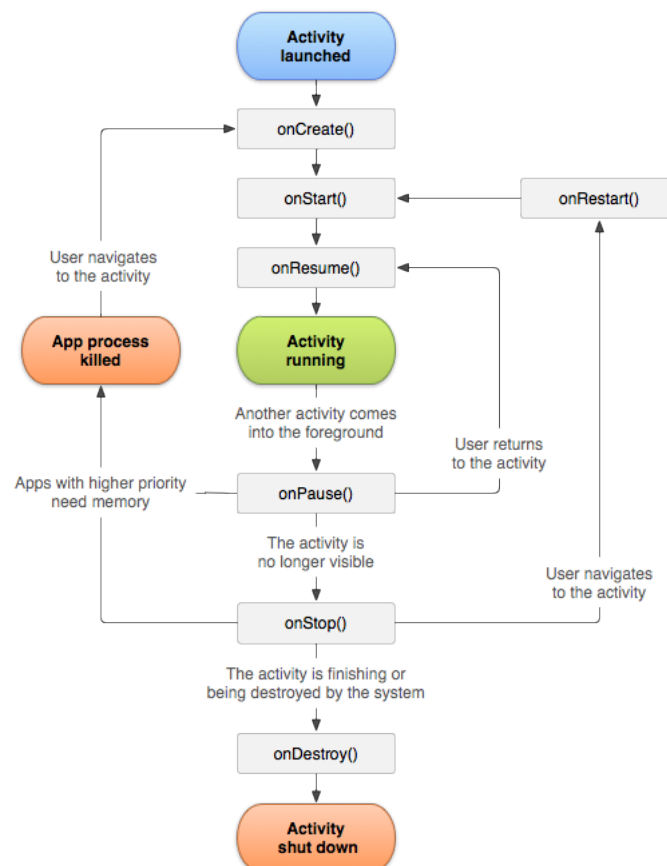 Activity
launched
onCreate()
onStart()
onRestart()
User navigates
to the activity
onResume()
App process
killed
Activity
running
Another activity comes
into the foreground
User returns
to the activity
Apps with higher priority
need memory
onPause()
The activity is
no longer visible
User navigates
to the activity
onStop()
The activity is finishing or
being destroyed by the system
onDestroy()
Activity
shut down